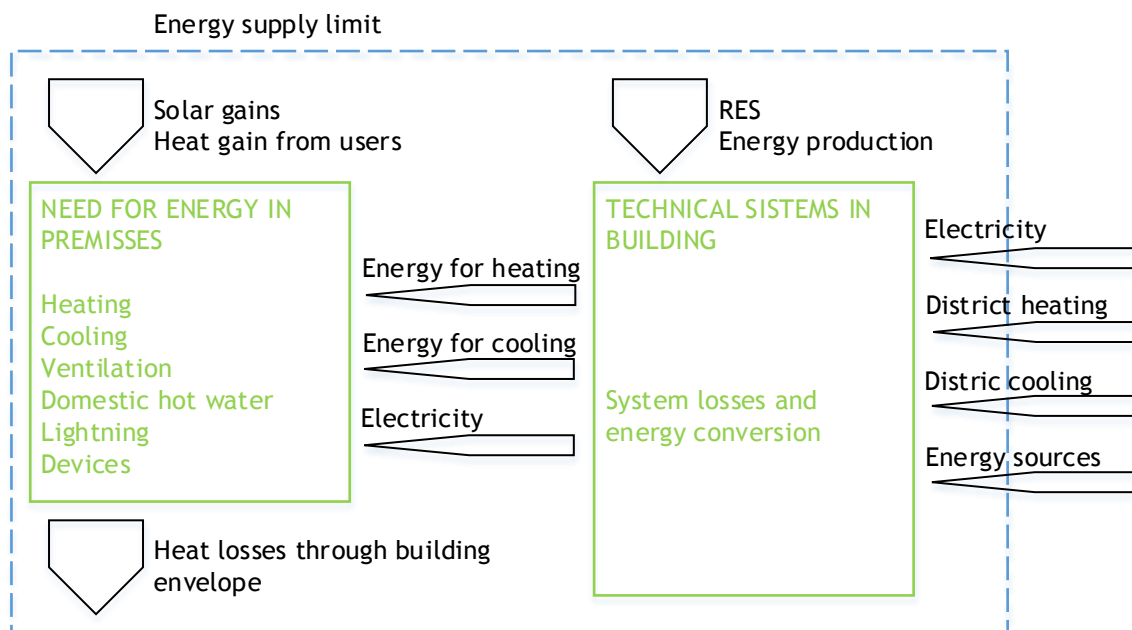 Energy supply limit
Solar gains
Heat gain from users
RES
Energy production
NEED FOR ENERGY IN
PREMISSES
Heating
Cooling
Ventilation
Domestic hot water
Lightning
Devices
Energy for heating
Energy for cooling
Electricity
TECHNICAL SISTEMS IN
BUILDING
System losses and
energy conversion
Electricity
District heating
Distric cooling
Energy sources
Heat losses through building
envelope